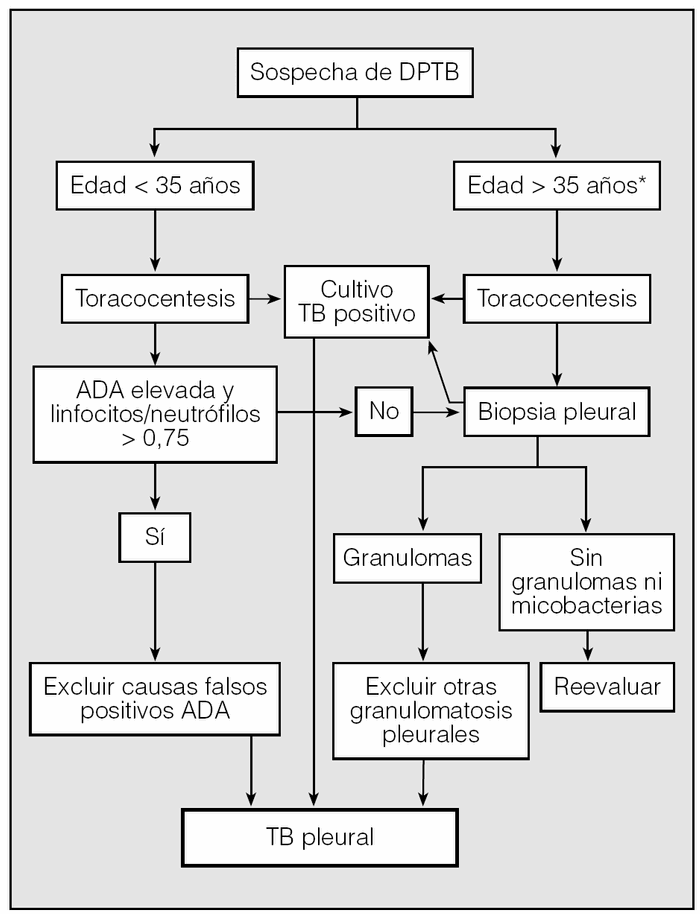 Sospecha de DPTB
Edad < 35 años
Edad > 35 años*
Toracocentesis
Cultivo
TB positivo
Toracocentesis
ADA elevada y
linfocitos/neutrófilos
> 0,75
No
Biopsia pleural
Sí
Granulomas
Sin
granulomas ni
micobacterias
Excluir causas falsos
positivos ADA
Excluir otras
granulomatosis
pleurales
Reevaluar
TB pleural